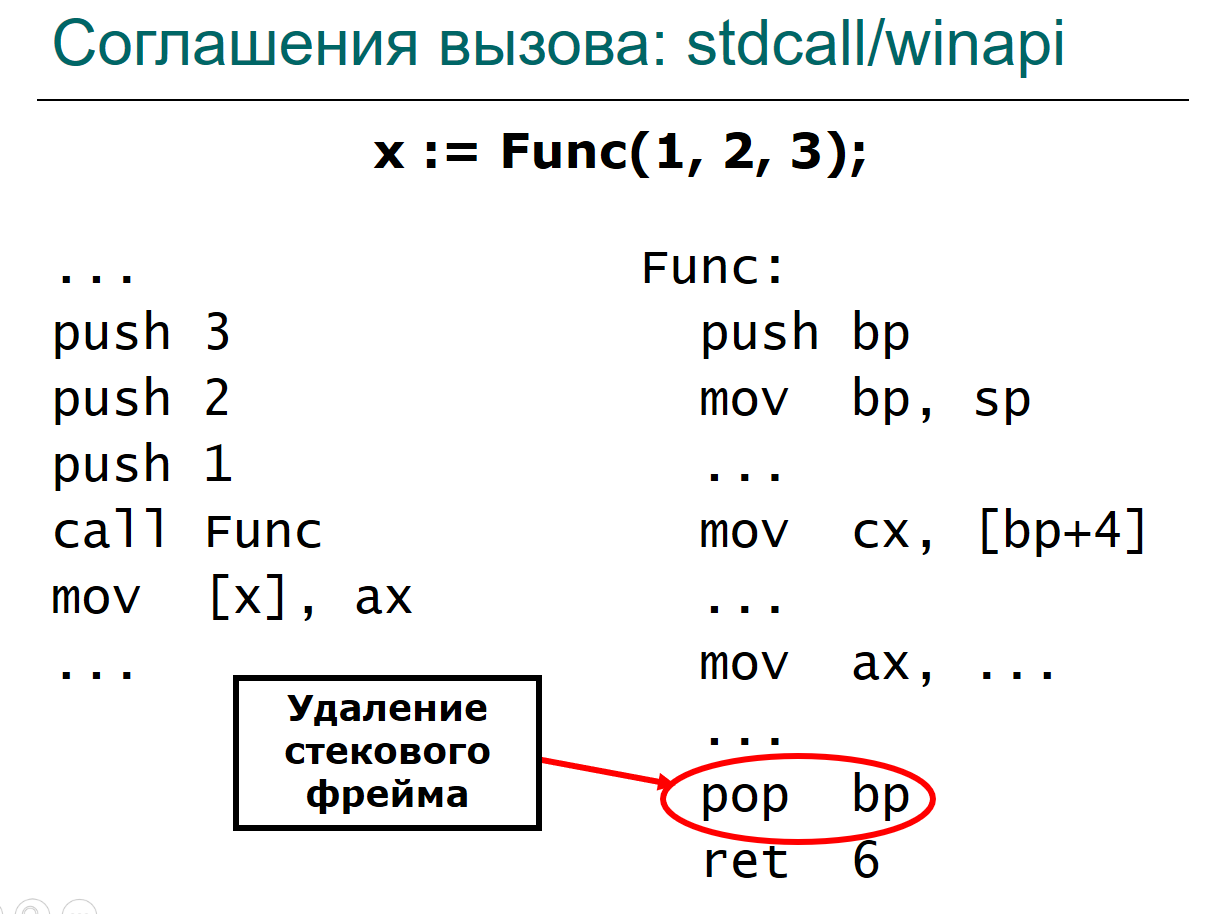 Соглашения вызова: stdcall/winapi
x := Func(1, 2, 3);
...
push 3
push 2
push 1
call Func
mov [x], ax
...
Func:
push bp
mov bp, sp
...
mov cx, [bp+4]
...
mov ax, ...
...
pop bp
ret 6
Удаление
стекового
фрейма